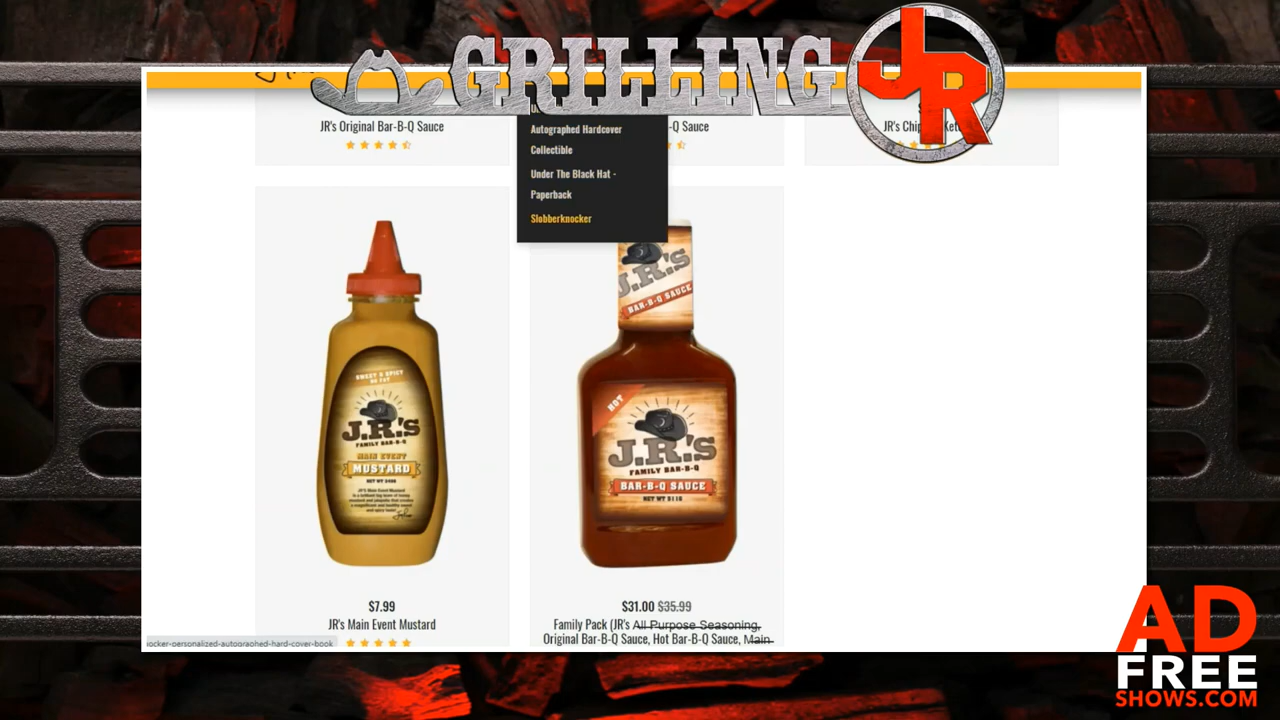 GRILLING JR
JR's Original Bar-B-Q Sauce
-Q Sauce
JR's Chip
Autographed Hardcover
Collectible
Under The Black Hat -
Paperback
Slobberknocker
SWEET & SPICY
NO FAT
J.R.'S
FAMILY BAR-B-Q
MAIN EVENT
MUSTARD
J.R.'S
BAR-B-Q SAUCE
HOT
J.R.'S
FAMILY BAR-B-Q
BAR-B-Q SAUCE
$7.99
JR's Main Event Mustard
$31.00 $35.99
Family Pack (JR's All Purpose Seasoning,
Original Bar-B-Q Sauce, Hot Bar-B-Q Sauce, Main
ocker-personalized-autographed-hard-cover-book
AD
FREE
SHOWS.COM